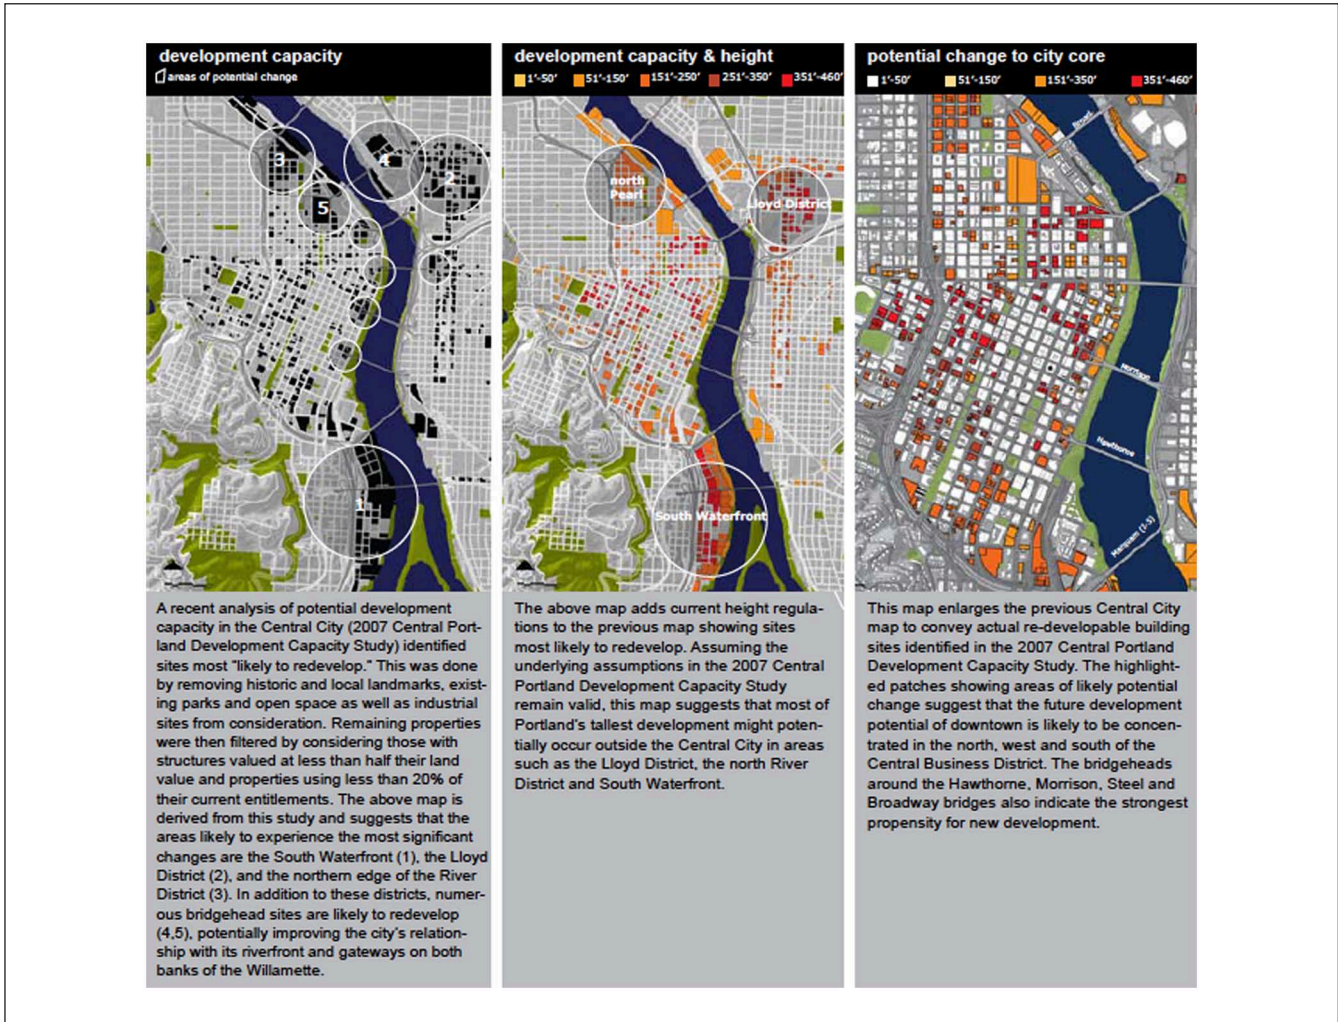 development capacity
areas of potential change
3
4
2
5
1
A recent analysis of potential development
capacity in the Central City (2007 Central Port-
land Development Capacity Study) identified
sites most "likely to redevelop." This was done
by removing historic and local landmarks, exist-
ing parks and open space as well as industrial
sites from consideration. Remaining properties
were then filtered by considering those with
structures valued at less than half their land
value and properties using less than 20% of
their current entitlements. The above map is
derived from this study and suggests that the
areas likely to experience the most significant
changes are the South Waterfront (1), the Lloyd
District (2), and the northern edge of the River
District (3). In addition to these districts, numer-
ous bridgehead sites are likely to redevelop
(4,5), potentially improving the city's relation-
ship with its riverfront and gateways on both
banks of the Willamette.
development capacity & height
1'-50' 51'-150' 151'-250' 251'-350' 351'-460'
north
Pearl
Lloyd District
South Waterfront
The above map adds current height regula-
tions to the previous map showing sites
most likely to redevelop. Assuming the
underlying assumptions in the 2007 Central
Portland Development Capacity Study
remain valid, this map suggests that most of
Portland's tallest development might poten-
tially occur outside the Central City in areas
such as the Lloyd District, the north River
District and South Waterfront.
potential change to city core
1'-50' 51'-150' 151'-350' 351'-460'
Morrison
Hawthorne
Marquam (I-5)
This map enlarges the previous Central City
map to convey actual re-developable building
sites identified in the 2007 Central Portland
Development Capacity Study. The highlight-
ed patches showing areas of likely potential
change suggest that the future development
potential of downtown is likely to be concen-
trated in the north, west and south of the
Central Business District. The bridgeheads
around the Hawthorne, Morrison, Steel and
Broadway bridges also indicate the strongest
propensity for new development.